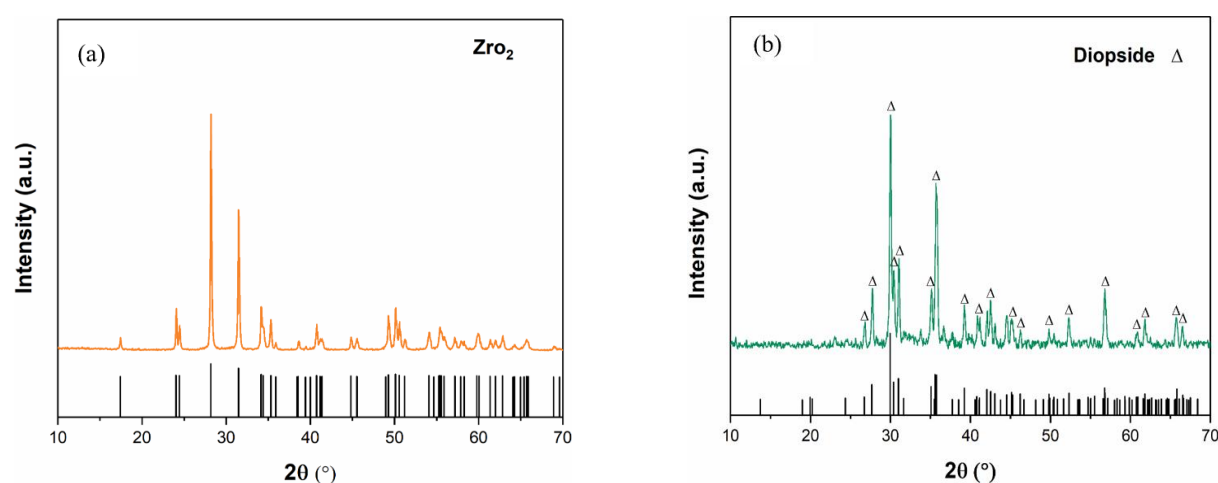 (a)
Zro₂
Intensity (a.u.)
10 20 30 40 50 60 70
2θ (°)
(b)
Diopside Δ
Δ Δ Δ Δ Δ Δ Δ Δ Δ Δ Δ Δ Δ Δ Δ Δ Δ Δ Δ Δ
Intensity (a.u.)
10 20 30 40 50 60 70
2θ (°)